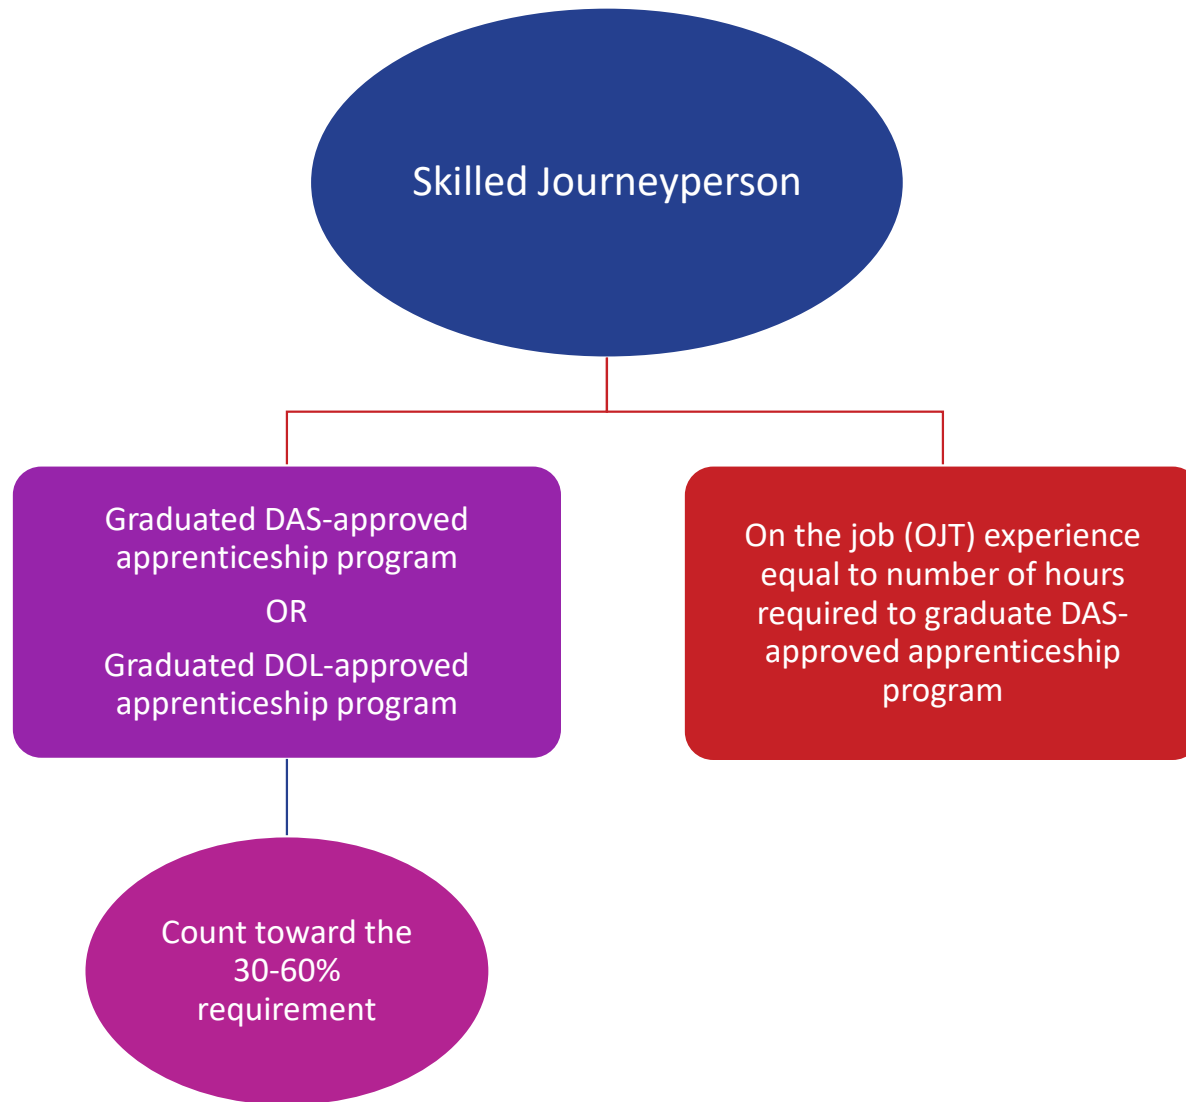 Skilled Journeyperson
Graduated DAS-approved
apprenticeship program
OR
Graduated DOL-approved
apprenticeship program
On the job (OJT) experience
equal to number of hours
required to graduate DAS-
approved apprenticeship
program
Count toward the
30-60%
requirement